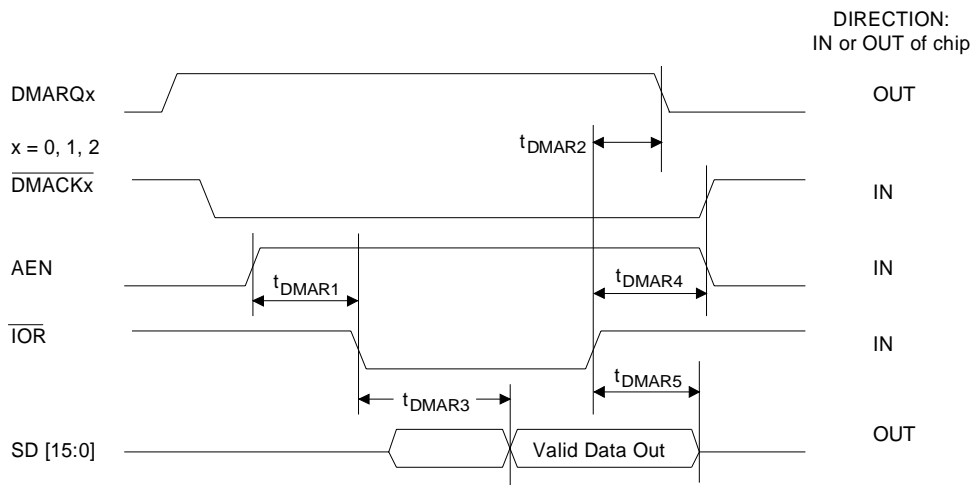 DIRECTION:
IN or OUT of chip
DMARQx
OUT
x = 0, 1, 2
tDMAR2
DMACKx
IN
AEN
tDMAR1
tDMAR4
IN
IOR
IN
tDMAR5
tDMAR3
SD [15:0]
Valid Data Out
OUT